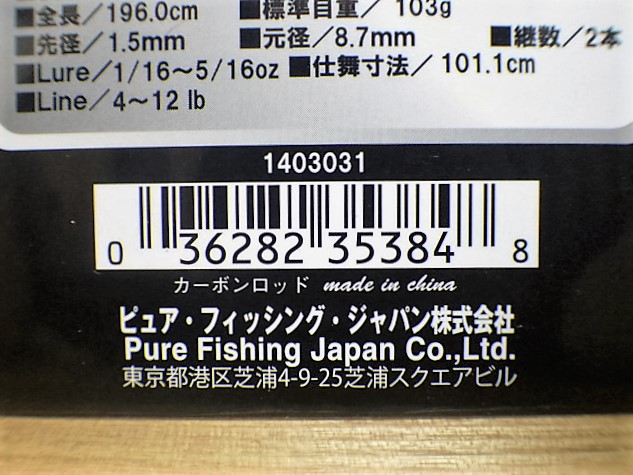 ■全長／196.0cm ■標準自重／103g
■先径／1.5mm ■元径／8.7mm ■継数／2本
■Lure／1/16～5/16oz ■仕舞寸法／101.1cm
■Line／4～12 lb
1403031
0 36282 35384 8
カーボンロッド made in china
ピュア・フィッシング・ジャパン株式会社
Pure Fishing Japan Co.,Ltd.
東京都港区芝浦4-9-25芝浦スクエアビル